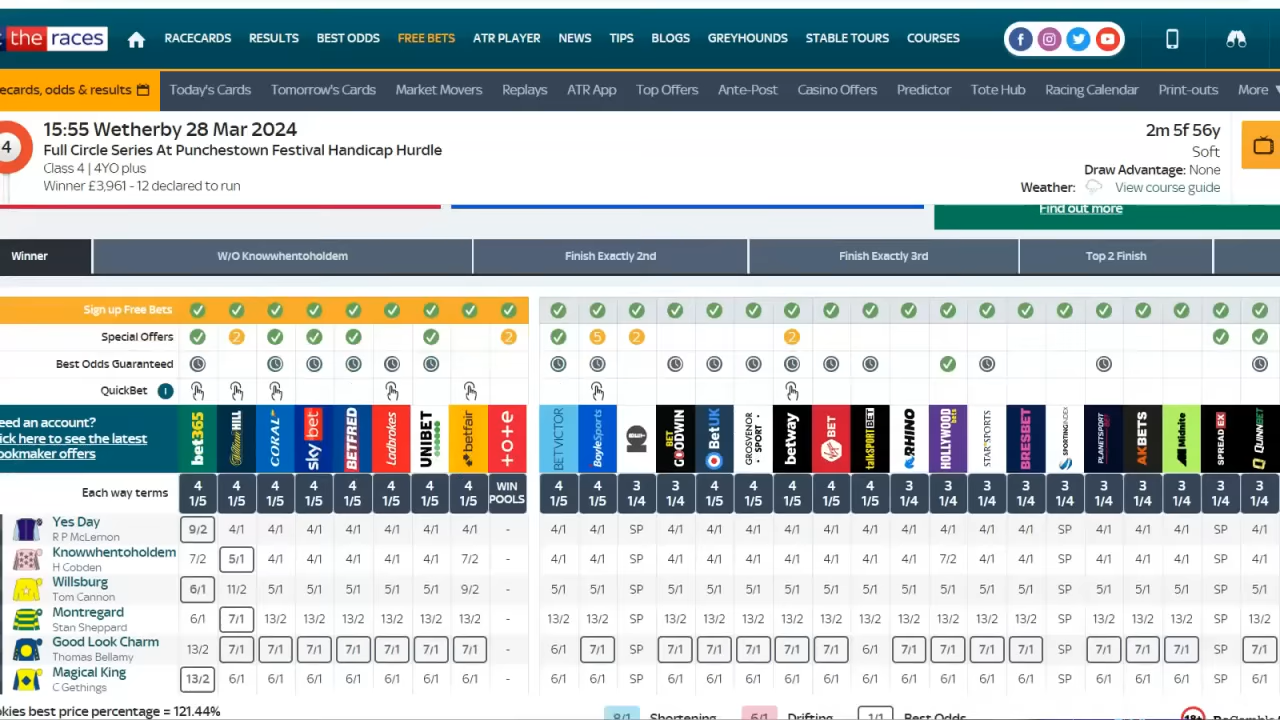 the races
RACECARDS RESULTS BEST ODDS FREE BETS ATR PLAYER NEWS TIPS BLOGS GREYHOUNDS STABLE TOURS COURSES
ecards, odds & results Today's Cards Tomorrow's Cards Market Movers Replays ATR App Top Offers Ante-Post Casino Offers Predictor Tote Hub Racing Calendar Print-outs More
4
15:55 Wetherby 28 Mar 2024
Full Circle Series At Punchestown Festival Handicap Hurdle
Class 4 | 4YO plus
Winner £3,961 - 12 declared to run
2m 5f 56y
Soft
Draw Advantage: None
Weather: View course guide
Find out more
Winner W/O Knowwhentoholdem Finish Exactly 2nd Finish Exactly 3rd Top 2 Finish
Sign up Free Bets
Special Offers 2 2 5 2 2
Best Odds Guaranteed
QuickBet i
eed an account?
ick here to see the latest
ookmaker offers
bet365 William HILL CORAL sky bet BETFRED Ladbrokes UNIBET betfair tote BETVICTOR BoyleSports BET GOODWIN BetUK GROSVENOR SPORT betway Virgin BET talkSPORT BET RHINO HOLLYWOOD bets STARSPORTS BRESBET SPORTINGINDEX PLANETSPORT AKBETS Midnite SPREADEX QUINNBET
Each way terms 4 4 4 4 4 4 4 4 WIN 4 4 3 3 4 4 4 4 4 3 3 3 3 3 3 3 3 3 3
1/5 1/5 1/5 1/5 1/5 1/5 1/5 1/5 POOLS 1/5 1/5 1/4 1/4 1/5 1/5 1/5 1/5 1/5 1/4 1/4 1/4 1/4 1/4 1/4 1/4 1/4 1/4 1/4
Yes Day 9/2 4/1 4/1 4/1 4/1 4/1 4/1 4/1 - 4/1 4/1 SP 4/1 4/1 4/1 4/1 4/1 4/1 4/1 4/1 4/1 4/1 SP 4/1 4/1 4/1 SP 4/1
R P McLernon
Knowwhentoholdem 7/2 5/1 4/1 4/1 4/1 4/1 4/1 7/2 - 4/1 4/1 SP 4/1 4/1 4/1 4/1 4/1 4/1 4/1 7/2 4/1 4/1 SP 4/1 4/1 4/1 SP 4/1
H Cobden
Willsburg 6/1 11/2 5/1 5/1 5/1 5/1 5/1 9/2 - 5/1 5/1 SP 5/1 5/1 5/1 5/1 5/1 5/1 5/1 5/1 5/1 5/1 SP 5/1 5/1 5/1 SP 5/1
Tom Cannon
Montregard 6/1 7/1 13/2 13/2 13/2 13/2 13/2 13/2 - 13/2 13/2 SP 13/2 13/2 13/2 13/2 13/2 13/2 13/2 13/2 13/2 13/2 SP 13/2 13/2 13/2 SP 13/2
Stan Sheppard
Good Look Charm 13/2 7/1 7/1 7/1 7/1 7/1 7/1 7/1 - 6/1 7/1 SP 7/1 7/1 7/1 7/1 7/1 6/1 7/1 7/1 7/1 7/1 SP 7/1 7/1 7/1 SP 7/1
Thomas Bellamy
Magical King 13/2 6/1 6/1 6/1 6/1 6/1 6/1 6/1 - 6/1 6/1 SP 6/1 6/1 6/1 6/1 6/1 6/1 6/1 6/1 6/1 6/1 SP 6/1 6/1 6/1 SP 6/1
C Gethings
okies best price percentage = 121.44% 8/1 Shortening 6/1 Drifting 1/1 Best Odds 18+